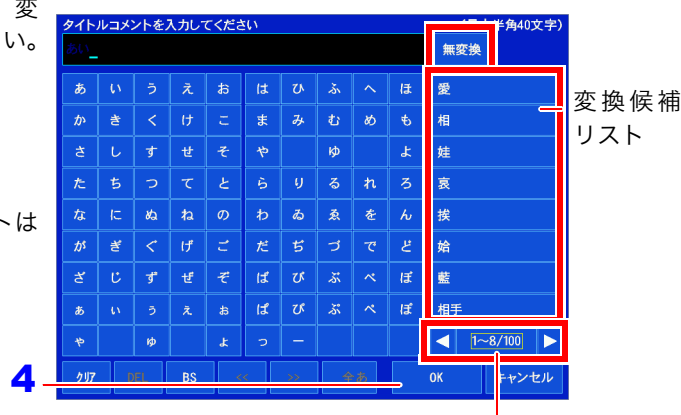 変
い。
トは
タイトルコメントを入力してください
半角40文字)
あい_
無変換
あ い う え お は ひ ふ へ ほ 愛
か き く け こ ま み む め も 相
さ し す せ そ や ゆ よ 娃
た ち つ て と ら り る れ ろ 哀
な に ぬ ね の わ ゐ ゑ を ん 挨
が ぎ ぐ げ ご だ ぢ づ で ど 姶
ざ じ ず ぜ ぞ ば び ぶ べ ぼ 藍
ぁ ぃ ぅ ぇ ぉ ぱ ぴ ぷ ぺ ぽ 相手
ゃ ゅ ょ っ ー ◀ 1～8/100 ▶
クリア DEL BS << >> 全あ OK キャンセル
変換候補
リスト
4